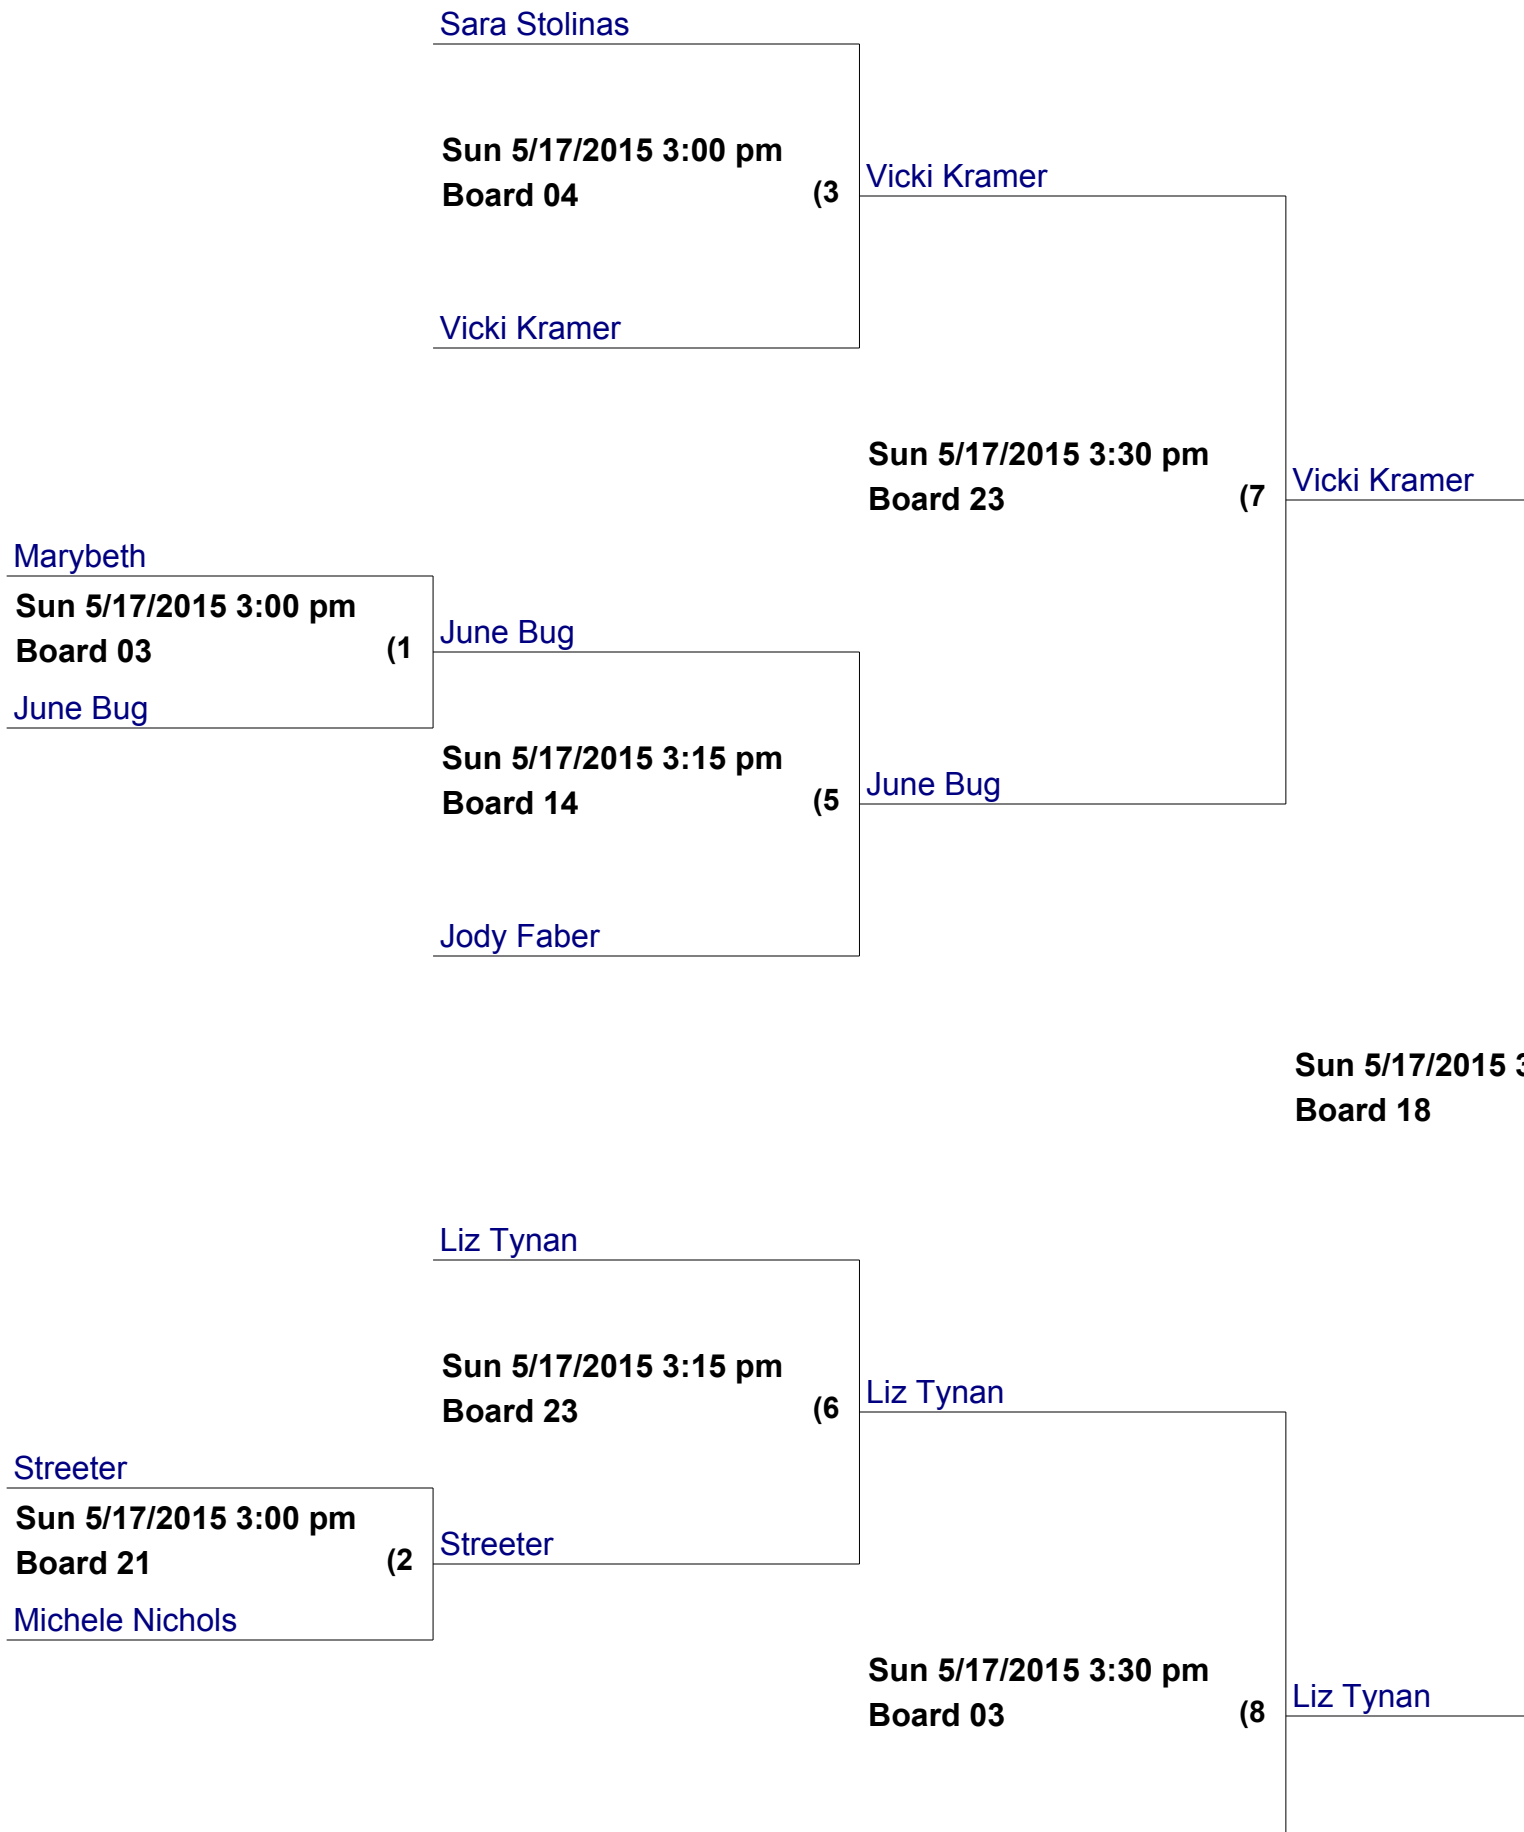 Sara Stolinas
Sun 5/17/2015 3:00 pm
Board 04 (3
Vicki Kramer
Vicki Kramer
Sun 5/17/2015 3:30 pm
Board 23 (7
Vicki Kramer
Marybeth
Sun 5/17/2015 3:00 pm
Board 03 (1
June Bug
June Bug
Sun 5/17/2015 3:15 pm
Board 14 (5
June Bug
Jody Faber
Sun 5/17/2015 3
Board 18
Liz Tynan
Sun 5/17/2015 3:15 pm
Board 23 (6
Liz Tynan
Streeter
Sun 5/17/2015 3:00 pm
Board 21 (2
Streeter
Michele Nichols
Sun 5/17/2015 3:30 pm
Board 03 (8
Liz Tynan